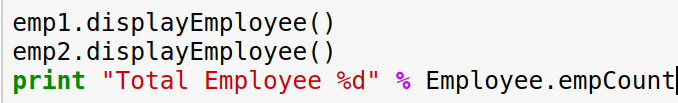 emp1.displayEmployee()
emp2.displayEmployee()
print "Total Employee %d" % Employee.empCount